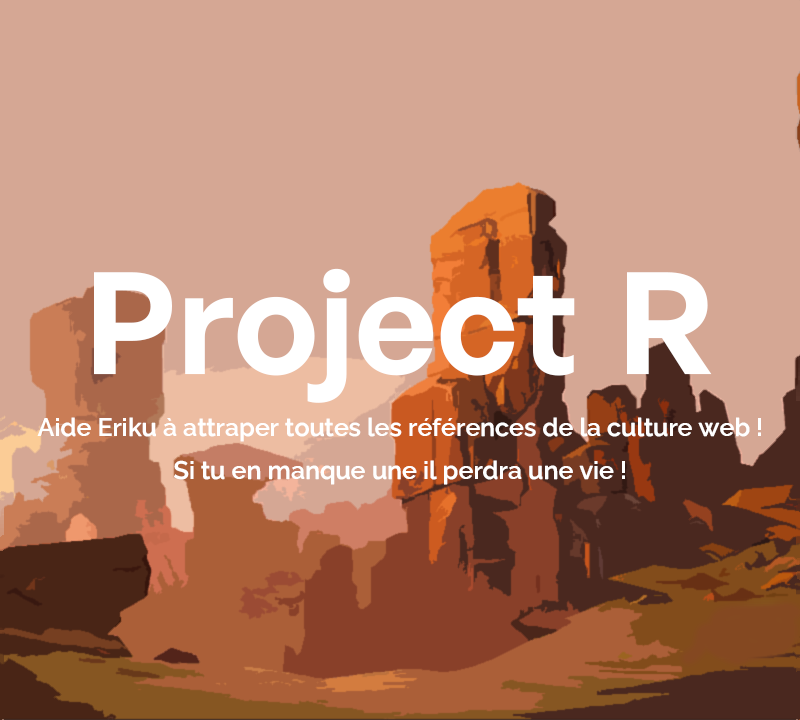 Project R
Aide Eriku à attraper toutes les références de la culture web !
Si tu en manque une il perdra une vie !